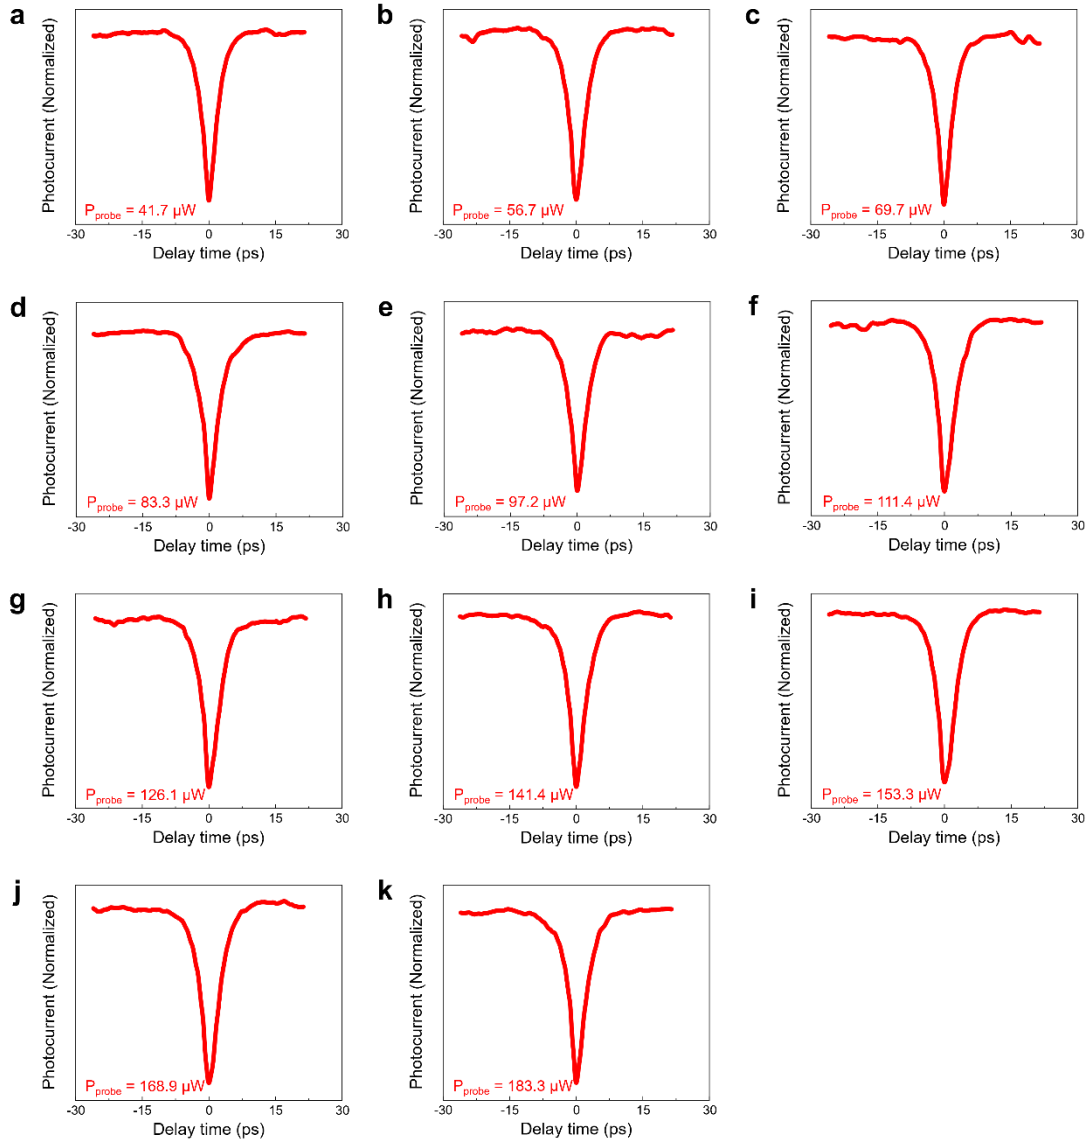 a
Photocurrent (Normalized)
P_probe = 41.7 µW
-30 -15 0 15 30
Delay time (ps)
b
Photocurrent (Normalized)
P_probe = 56.7 µW
-30 -15 0 15 30
Delay time (ps)
c
Photocurrent (Normalized)
P_probe = 69.7 µW
-30 -15 0 15 30
Delay time (ps)
d
Photocurrent (Normalized)
P_probe = 83.3 µW
-30 -15 0 15 30
Delay time (ps)
e
Photocurrent (Normalized)
P_probe = 97.2 µW
-30 -15 0 15 30
Delay time (ps)
f
Photocurrent (Normalized)
P_probe = 111.4 µW
-30 -15 0 15 30
Delay time (ps)
g
Photocurrent (Normalized)
P_probe = 126.1 µW
-30 -15 0 15 30
Delay time (ps)
h
Photocurrent (Normalized)
P_probe = 141.4 µW
-30 -15 0 15 30
Delay time (ps)
i
Photocurrent (Normalized)
P_probe = 153.3 µW
-30 -15 0 15 30
Delay time (ps)
j
Photocurrent (Normalized)
P_probe = 168.9 µW
-30 -15 0 15 30
Delay time (ps)
k
Photocurrent (Normalized)
P_probe = 183.3 µW
-30 -15 0 15 30
Delay time (ps)